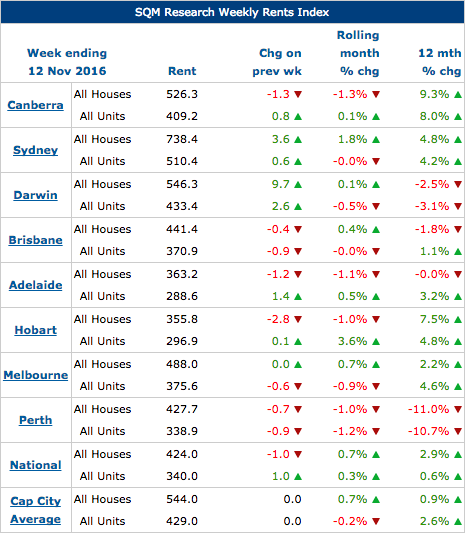 SQM Research Weekly Rents Index
Week ending 12 Nov 2016 Rent Chg on prev wk Rolling month % chg 12 mth % chg
Canberra All Houses 526.3 -1.3 ▼ -1.3% ▼ 9.3% ▲
All Units 409.2 0.8 ▲ 0.1% ▲ 8.0% ▲
Sydney All Houses 738.4 3.6 ▲ 1.8% ▲ 4.8% ▲
All Units 510.4 0.6 ▲ -0.0% ▼ 4.2% ▲
Darwin All Houses 546.3 9.7 ▲ 0.1% ▲ -2.5% ▼
All Units 433.4 2.6 ▲ -0.5% ▼ -3.1% ▼
Brisbane All Houses 441.4 -0.4 ▼ 0.4% ▲ -1.8% ▼
All Units 370.9 -0.9 ▼ -0.0% ▼ 1.1% ▲
Adelaide All Houses 363.2 -1.2 ▼ -1.1% ▼ -0.0% ▼
All Units 288.6 1.4 ▲ 0.5% ▲ 3.2% ▲
Hobart All Houses 355.8 -2.8 ▼ -1.0% ▼ 7.5% ▲
All Units 296.9 0.1 ▲ 3.6% ▲ 4.8% ▲
Melbourne All Houses 488.0 0.0 ▲ 0.7% ▲ 2.2% ▲
All Units 375.6 -0.6 ▼ -0.9% ▼ 4.6% ▲
Perth All Houses 427.7 -0.7 ▼ -1.0% ▼ -11.0% ▼
All Units 338.9 -0.9 ▼ -1.2% ▼ -10.7% ▼
National All Houses 424.0 -1.0 ▼ 0.7% ▲ 2.9% ▲
All Units 340.0 1.0 ▲ 0.3% ▲ 0.6% ▲
Cap City Average All Houses 544.0 0.0 0.7% ▲ 0.9% ▲
All Units 429.0 0.0 -0.2% ▼ 2.6% ▲